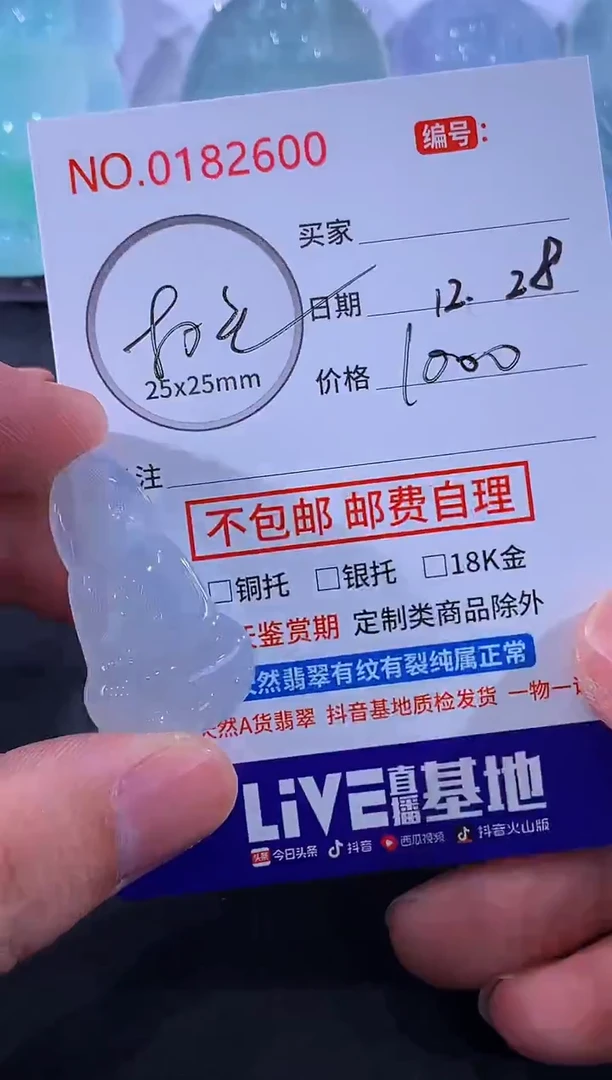 NO.0182600 编号:
买家
日期 12.28
25x25mm
价格 1000
注
不包邮 邮费自理
□铜托 □银托 □18K金
鉴赏期 定制类商品除外
然翡翠有纹有裂纯属正常
天然A货翡翠 抖音基地质检发货 一物一
LiVE直播基地
头条 今日头条 抖音 西瓜视频 抖音火山版